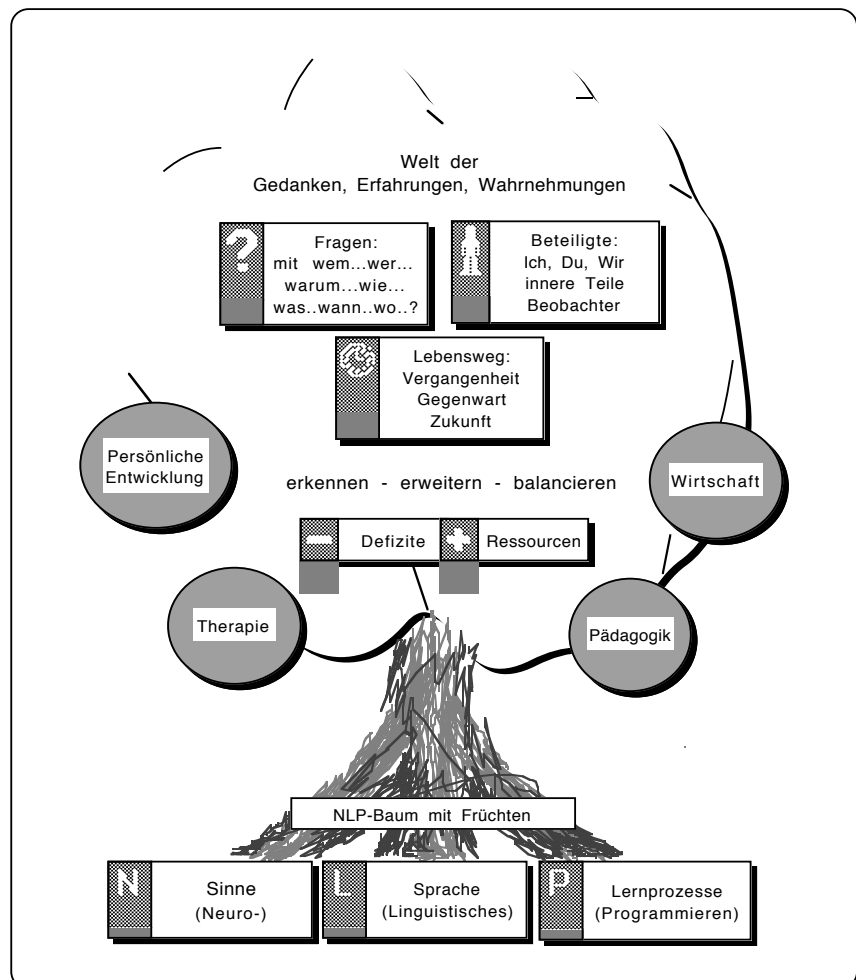 Welt der
Gedanken, Erfahrungen, Wahrnehmungen
?
Fragen:
mit wem...wer...
warum...wie...
was..wann..wo..?
Beteiligte:
Ich, Du, Wir
innere Teile
Beobachter
Lebensweg:
Vergangenheit
Gegenwart
Zukunft
Persönliche
Entwicklung
Wirtschaft
erkennen - erweitern - balancieren
- Defizite
+ Ressourcen
Therapie
Pädagogik
NLP-Baum mit Früchten
N
Sinne
(Neuro-)
L
Sprache
(Linguistisches)
P
Lernprozesse
(Programmieren)